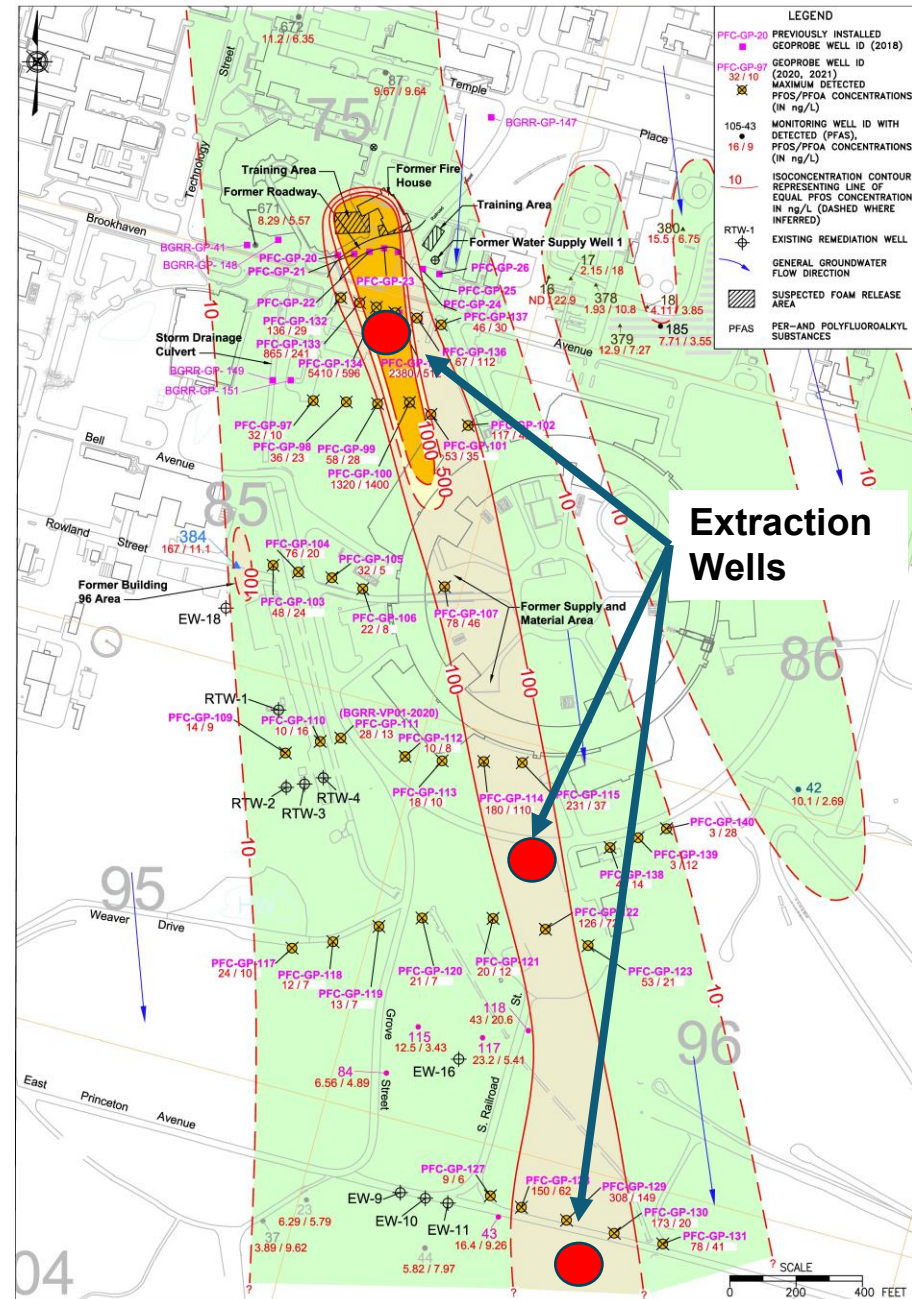 LEGEND
PFC-GP-20 PREVIOUSLY INSTALLED
GEOPROBE WELL ID (2018)
PFC-GP-97 GEOPROBE WELL ID
32 / 10 (2020, 2021)
MAXIMUM DETECTED
PFOS/PFOA CONCENTRATIONS
(IN ng/L)
105-43 MONITORING WELL ID WITH
DETECTED (PFAS),
16 / 9 PFOS/PFOA CONCENTRATIONS
(IN ng/L)
10 ISOCONCENTRATION CONTOUR
REPRESENTING LINE OF
EQUAL PFOS CONCENTRATION
IN ng/L (DASHED WHERE
INFERRED)
RTW-1 EXISTING REMEDIATION WELL
GENERAL GROUNDWATER
FLOW DIRECTION
SUSPECTED FOAM RELEASE
AREA
PFAS PER-AND POLYFLUOROALKYL
SUBSTANCES
672
11.2 / 6.35
Street
87
9.67 / 9.64
Temple
Place
75
BGRR-GP-147
Technology
Training Area
Former Fire
House
Former Roadway
Training Area
671
8.29 / 5.57
Former Water Supply Well 1
Brookhaven
Avenue
BGRR-GP-41
BGRR-GP- 148
PFC-GP-20
PFC-GP-21
PFC-GP-22
PFC-GP-23
PFC-GP-24
PFC-GP-25
PFC-GP-26
380
15.5 / 6.75
17
2.15 / 18
16
ND / 22.9
378
1.93 / 10.8
18
4.11 / 3.85
379
12.9 / 7.27
185
7.71 / 3.55
PFC-GP-132
136 / 29
PFC-GP-133
865 / 241
PFC-GP-134
5410 / 596
PFC-GP-
2380 / 51
PFC-GP-136
67 / 112
PFC-GP-137
46 / 30
Storm Drainage
Culvert
BGRR-GP- 149
BGRR-GP- 151
10
PFC-GP-97
32 / 10
PFC-GP-98
36 / 23
PFC-GP-99
58 / 28
PFC-GP-100
1320 / 1400
PFC-GP-101
53 / 35
PFC-GP-102
117 / 4
1000
500
10
10
10
Bell
Avenue
85
Rowland
Street
384
167 / 11.1
100
Former Building
96 Area
EW-18
PFC-GP-103
48 / 24
PFC-GP-104
76 / 20
PFC-GP-105
32 / 5
PFC-GP-106
22 / 8
PFC-GP-107
78 / 46
Former Supply and
Material Area
Extraction
Wells
100
100
86
RTW-1
PFC-GP-109
14 / 9
PFC-GP-110
10 / 16
(BGRR-VP01-2020)
PFC-GP-111
28 / 13
PFC-GP-112
10 / 8
PFC-GP-113
18 / 10
PFC-GP-114
180 / 110
PFC-GP-115
231 / 37
RTW-2
RTW-3
RTW-4
42
10.1 / 2.69
PFC-GP-140
3 / 28
PFC-GP-139
3 / 12
PFC-GP-138
14
10
95
Weaver
Drive
PFC-GP-117
24 / 10
PFC-GP-118
12 / 7
PFC-GP-119
13 / 7
PFC-GP-120
21 / 7
PFC-GP-121
20 / 12
PFC-GP-122
126 / 72
PFC-GP-123
53 / 21
10
118
43 / 20.6
St.
115
12.5 / 3.43
117
23.2 / 5.41
EW-16
84
6.56 / 4.89
Grove
Street
S. Railroad
96
East
Princeton
Avenue
PFC-GP-127
9 / 6
150 / 62
PFC-GP-129
308 / 149
PFC-GP-130
173 / 20
PFC-GP-131
78 / 41
EW-9
EW-10
EW-11
23
6.29 / 5.79
37
3.89 / 9.62
43
16.4 / 9.26
44
5.82 / 7.97
04
?
?
?
?
SCALE
0 200 400 FEET